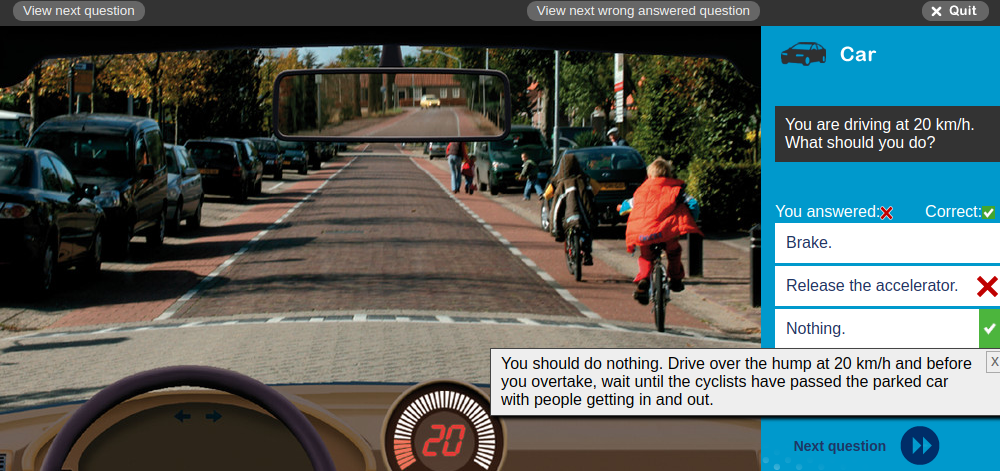 View next question
View next wrong answered question
Quit
Car
You are driving at 20 km/h.
What should you do?
You answered:
Correct:
Brake.
Release the accelerator.
Nothing.
You should do nothing. Drive over the hump at 20 km/h and before
you overtake, wait until the cyclists have passed the parked car
with people getting in and out.
X
20
Next question